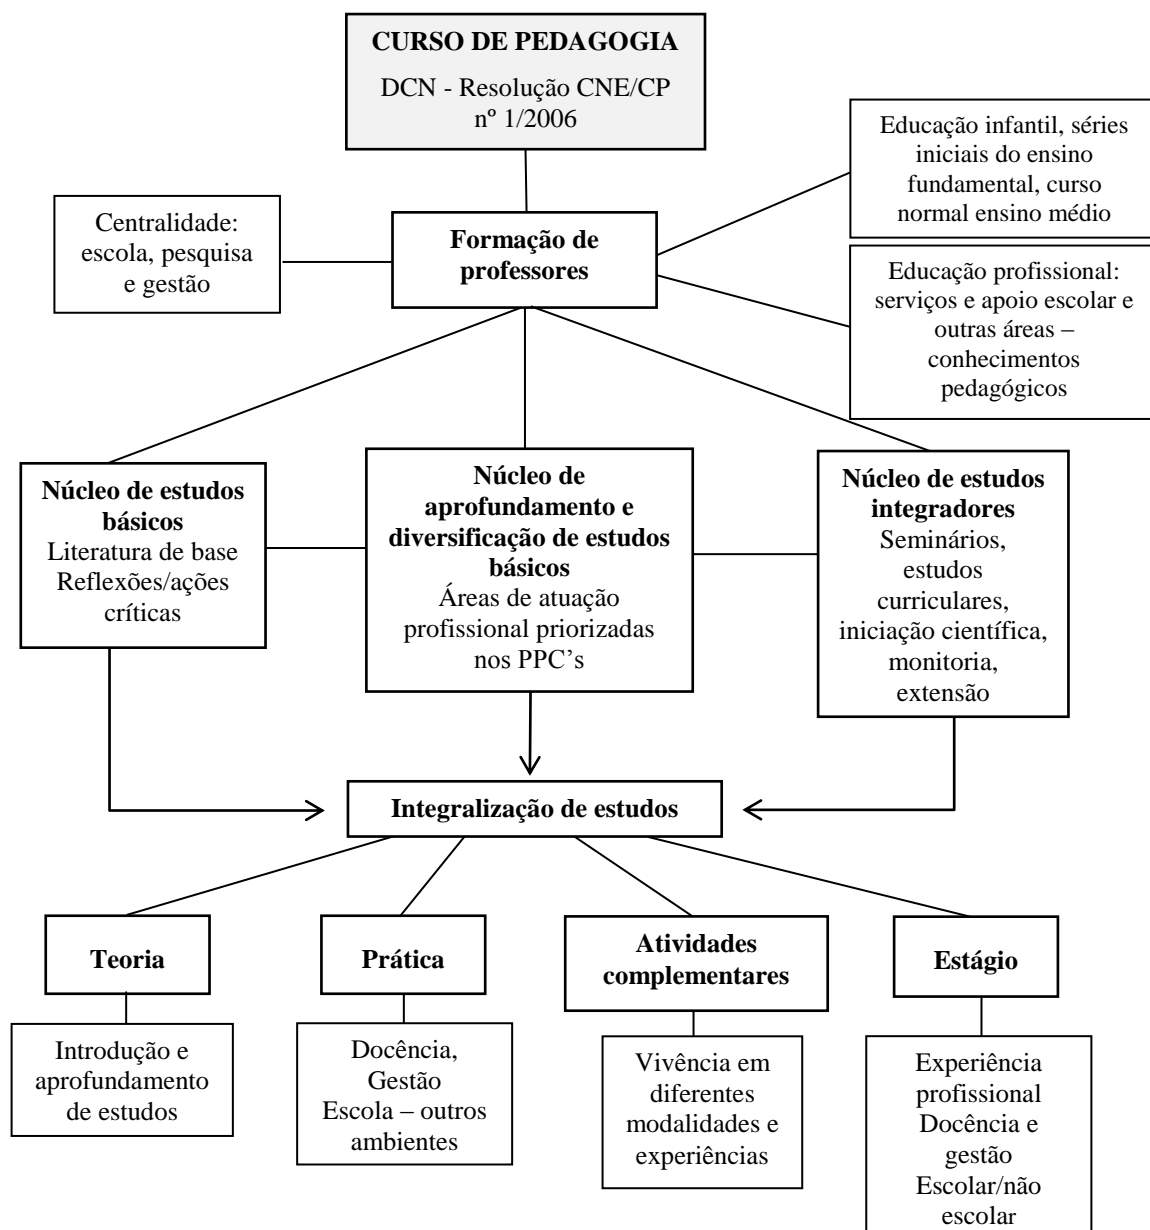 CURSO DE PEDAGOGIA
DCN - Resolução CNE/CP
nº 1/2006
Educação infantil, séries
iniciais do ensino
fundamental, curso
normal ensino médio
Centralidade:
escola, pesquisa
e gestão
Formação de
professores
Educação profissional:
serviços e apoio escolar e
outras áreas –
conhecimentos
pedagógicos
Núcleo de estudos
básicos
Literatura de base
Reflexões/ações
críticas
Núcleo de
aprofundamento e
diversificação de estudos
básicos
Áreas de atuação
profissional priorizadas
nos PPC’s
Núcleo de estudos
integradores
Seminários,
estudos
curriculares,
iniciação científica,
monitoria,
extensão
Integralização de estudos
Teoria
Prática
Atividades
complementares
Estágio
Introdução e
aprofundamento
de estudos
Docência,
Gestão
Escola – outros
ambientes
Vivência em
diferentes
modalidades e
experiências
Experiência
profissional
Docência e
gestão
Escolar/não
escolar